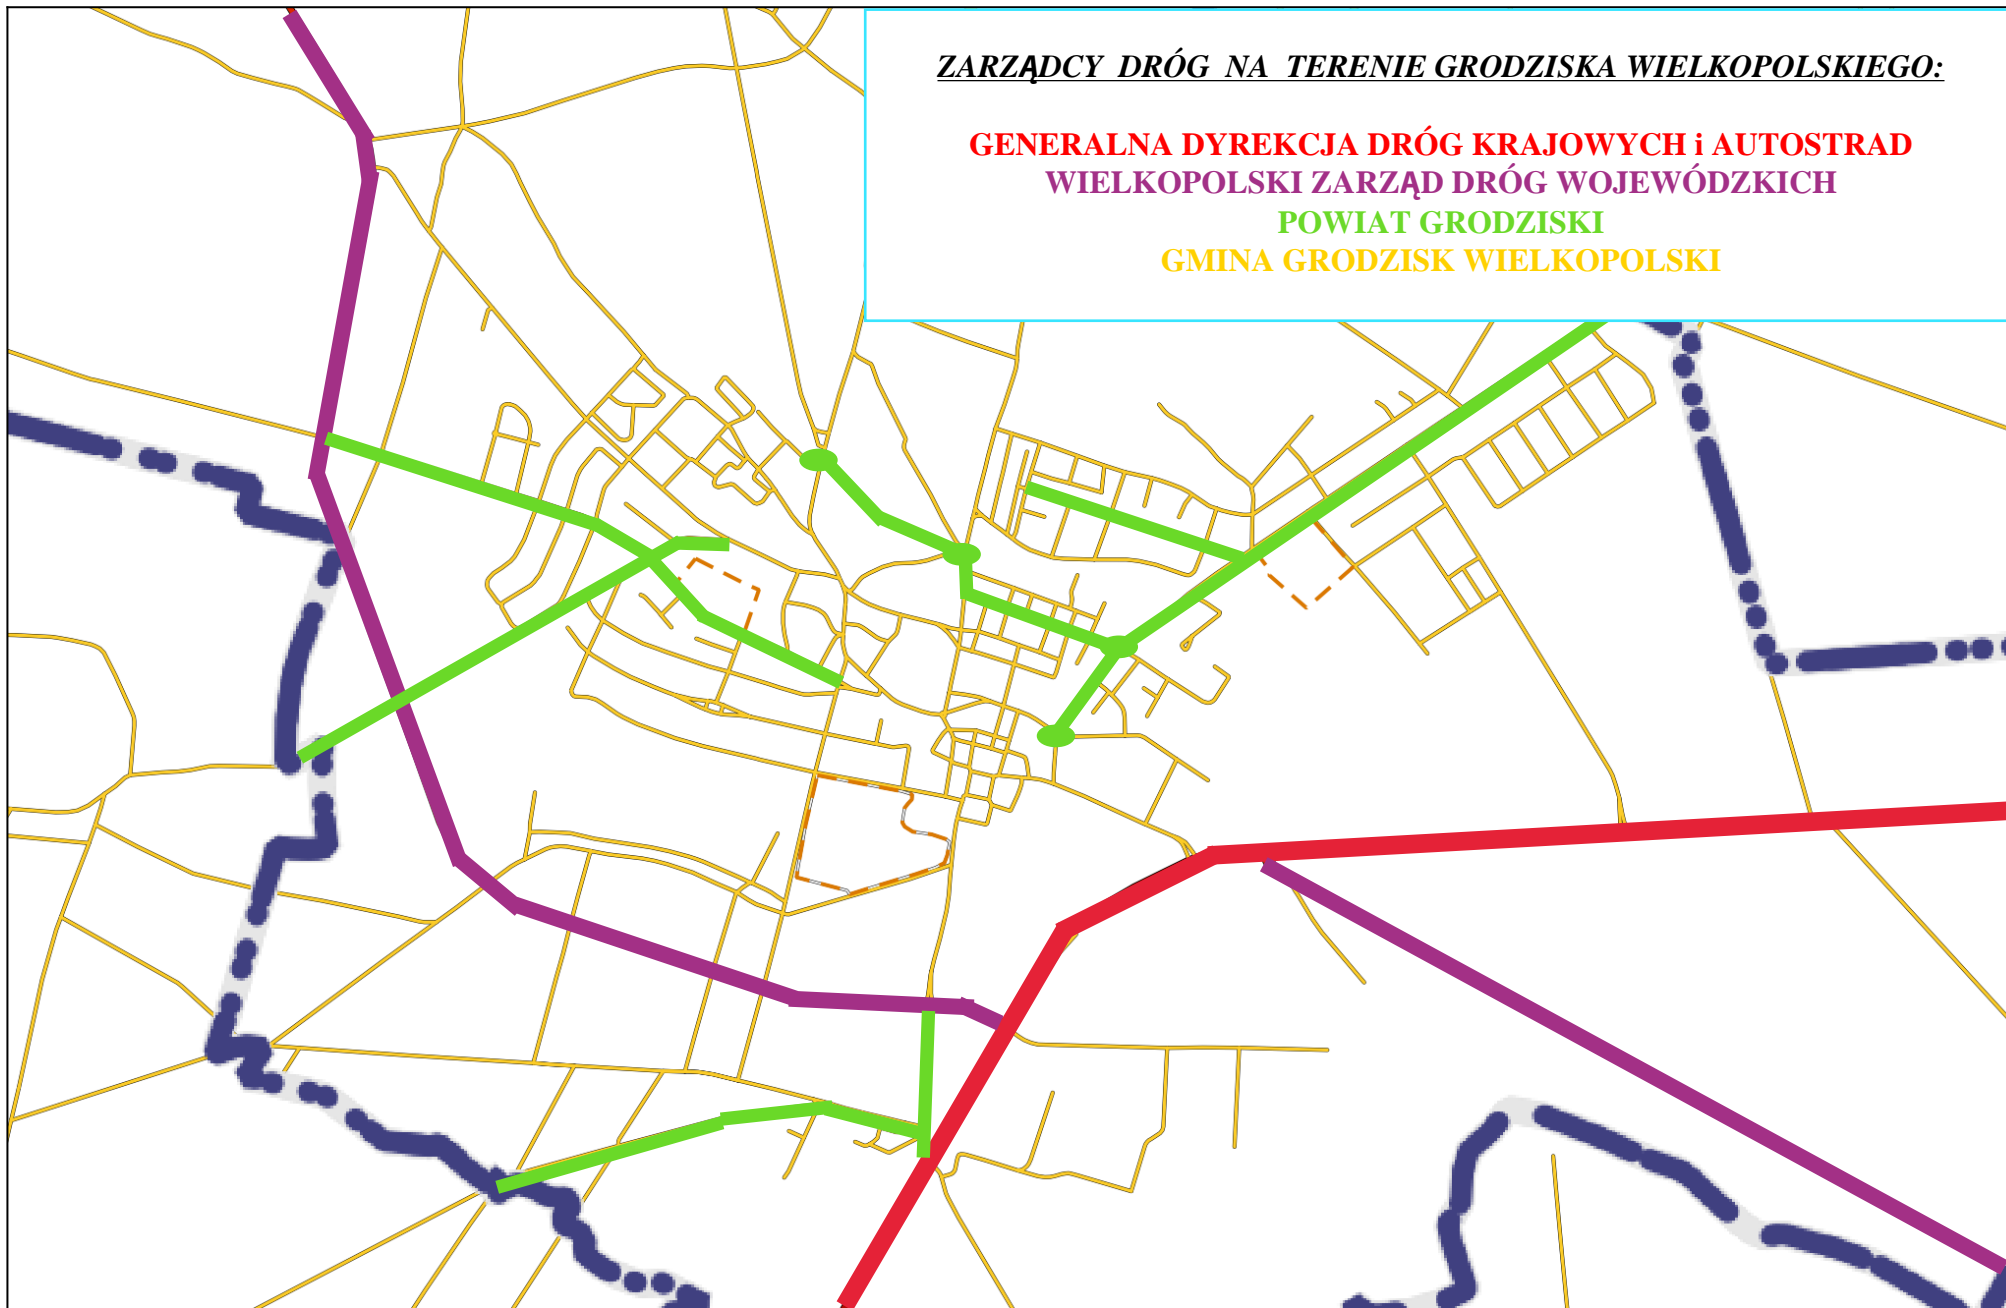 ZARZĄDCY DRÓG NA TERENIE GRODZISKA WIELKOPOLSKIEGO:
GENERALNA DYREKCJA DRÓG KRAJOWYCH i AUTOSTRAD
WIELKOPOLSKI ZARZĄD DRÓG WOJEWÓDZKICH
POWIAT GRODZISKI
GMINA GRODZISK WIELKOPOLSKI